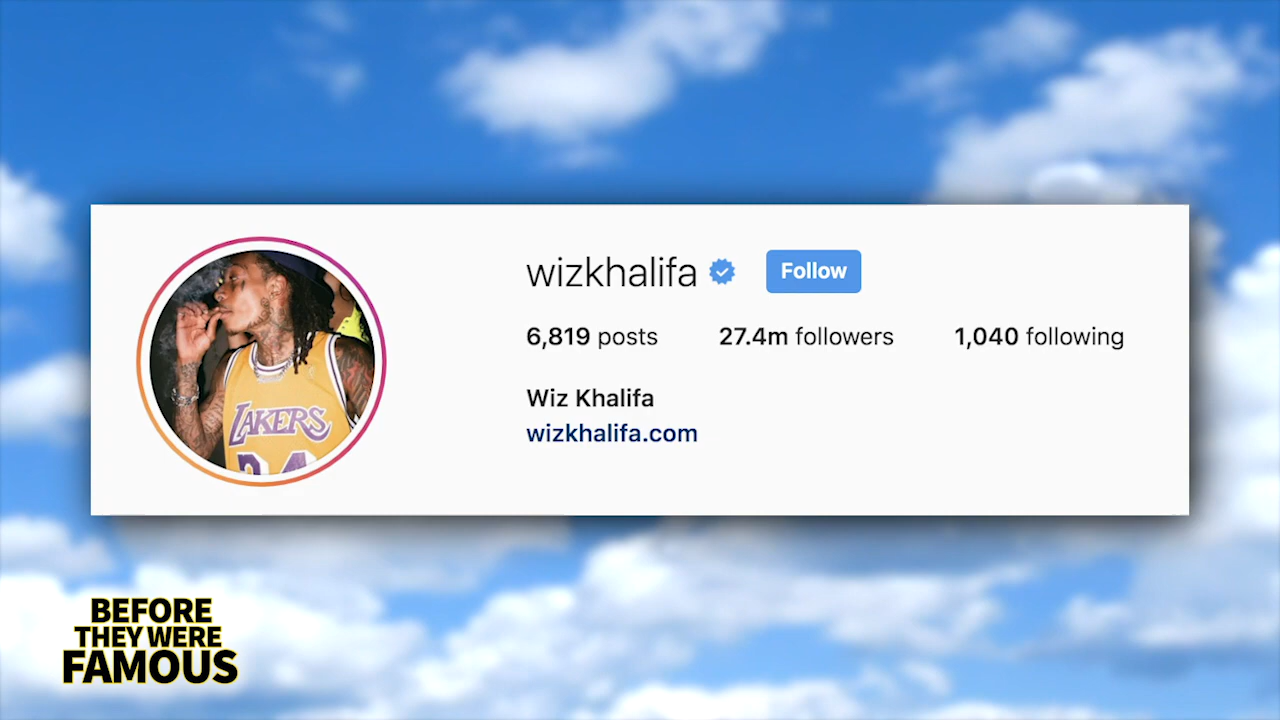 wizkhalifa
Follow
6,819 posts
27.4m followers
1,040 following
Wiz Khalifa
wizkhalifa.com
LAKERS
BEFORE
THEY WERE
FAMOUS